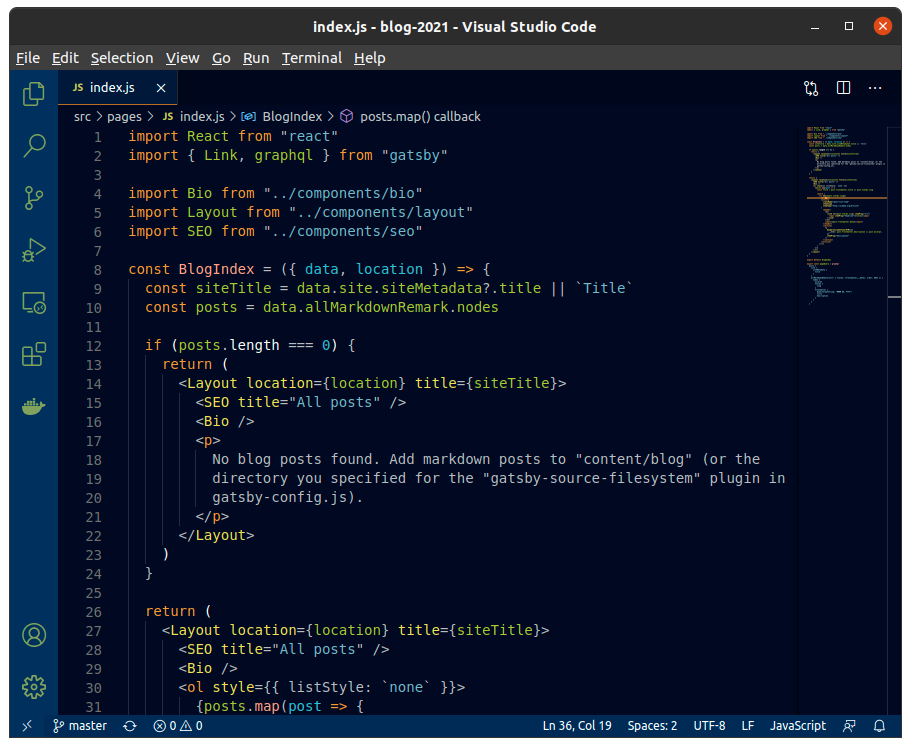 index.js - blog-2021 - Visual Studio Code
File Edit Selection View Go Run Terminal Help
JS index.js
src > pages > JS index.js > BlogIndex > posts.map() callback
1 import React from "react"
2 import { Link, graphql } from "gatsby"
3
4 import Bio from "../components/bio"
5 import Layout from "../components/layout"
6 import SEO from "../components/seo"
7
8 const BlogIndex = ({ data, location }) => {
9   const siteTitle = data.site.siteMetadata?.title || `Title`
10   const posts = data.allMarkdownRemark.nodes
11
12   if (posts.length === 0) {
13     return (
14       <Layout location={location} title={siteTitle}>
15         <SEO title="All posts" />
16         <Bio />
17         <p>
18           No blog posts found. Add markdown posts to "content/blog" (or the
19           directory you specified for the "gatsby-source-filesystem" plugin in
20           gatsby-config.js).
21         </p>
22       </Layout>
23     )
24   }
25
26   return (
27     <Layout location={location} title={siteTitle}>
28       <SEO title="All posts" />
29       <Bio />
30       <ol style={{ listStyle: `none` }}>
31         {posts.map(post => {
master 0 0 Ln 36, Col 19 Spaces: 2 UTF-8 LF JavaScript